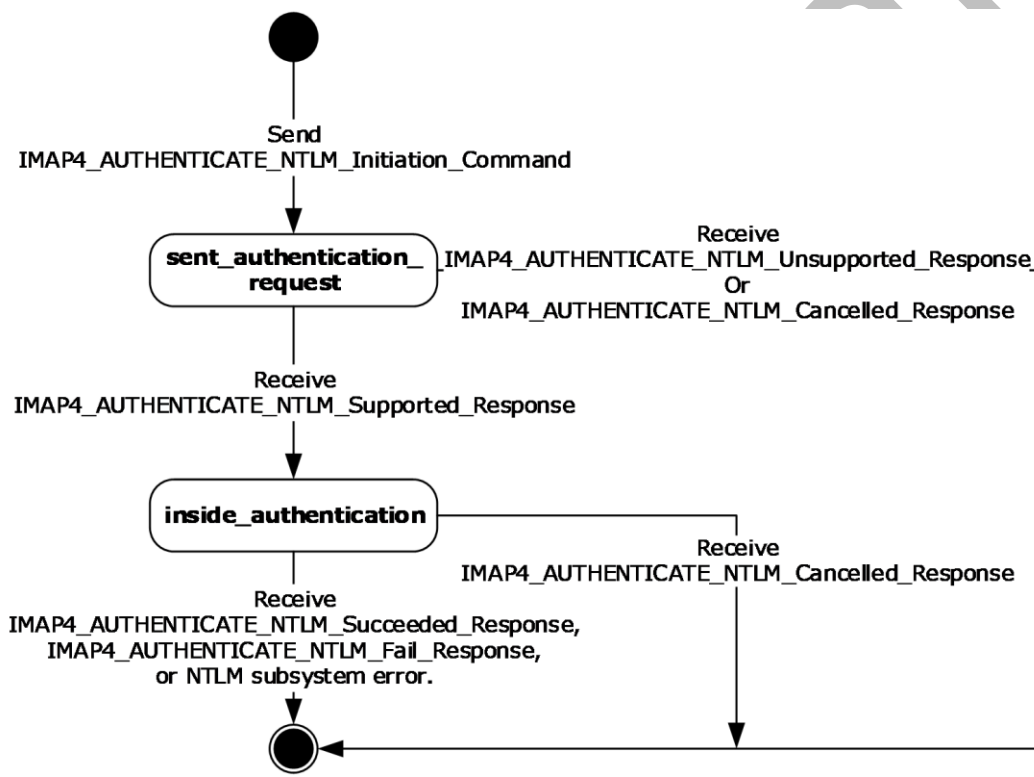 Send
IMAP4_AUTHENTICATE_NTLM_Initiation_Command
sent_authentication_
request
Receive
IMAP4_AUTHENTICATE_NTLM_Unsupported_Response
Or
IMAP4_AUTHENTICATE_NTLM_Cancelled_Response
Receive
IMAP4_AUTHENTICATE_NTLM_Supported_Response
inside_authentication
Receive
IMAP4_AUTHENTICATE_NTLM_Cancelled_Response
Receive
IMAP4_AUTHENTICATE_NTLM_Succeeded_Response,
IMAP4_AUTHENTICATE_NTLM_Fail_Response,
or NTLM subsystem error.